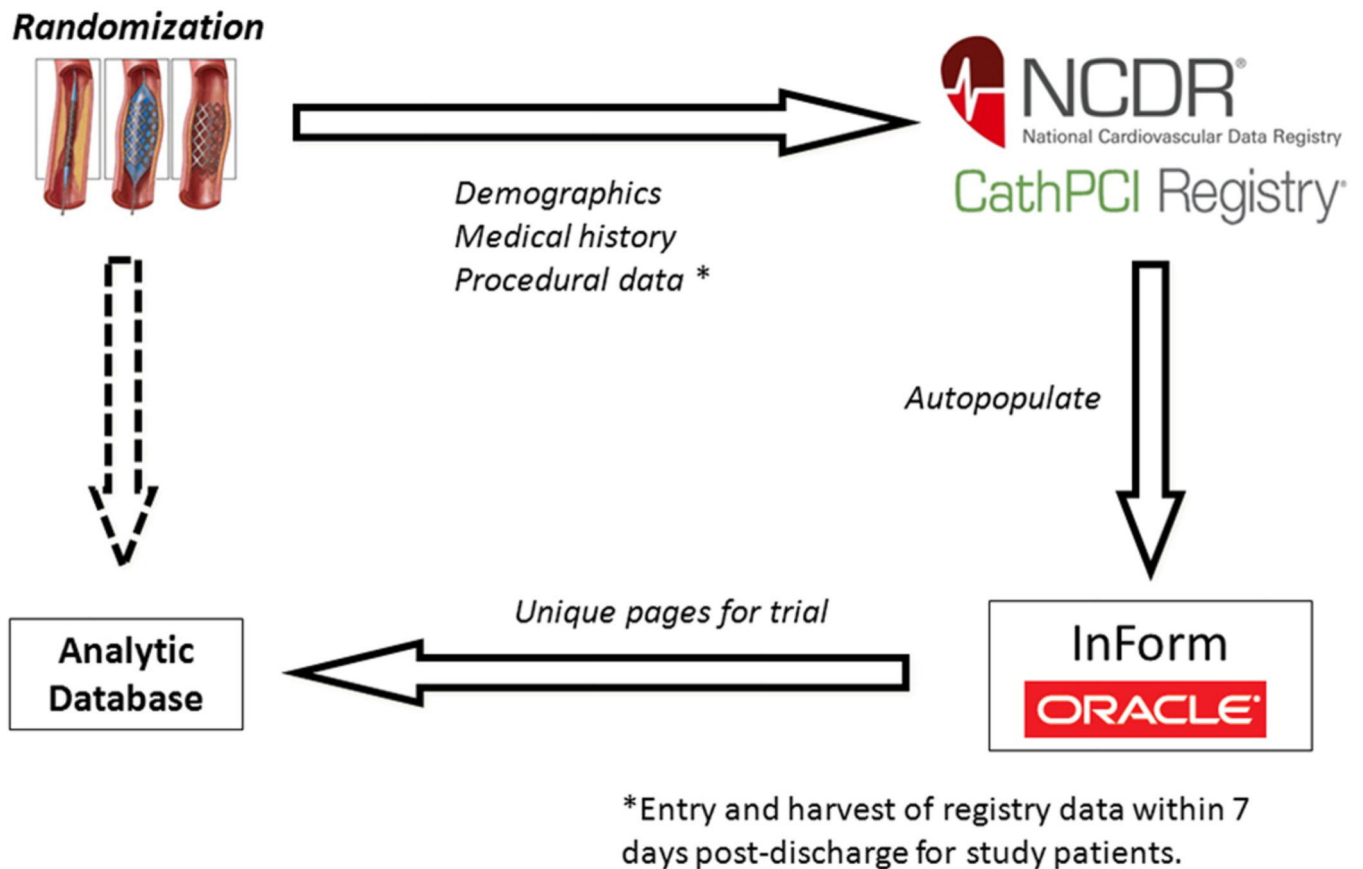 Randomization
NCDR®
National Cardiovascular Data Registry
CathPCI Registry®
Demographics
Medical history
Procedural data *
Autopopulate
Unique pages for trial
Analytic
Database
InForm
ORACLE®
*Entry and harvest of registry data within 7
days post-discharge for study patients.